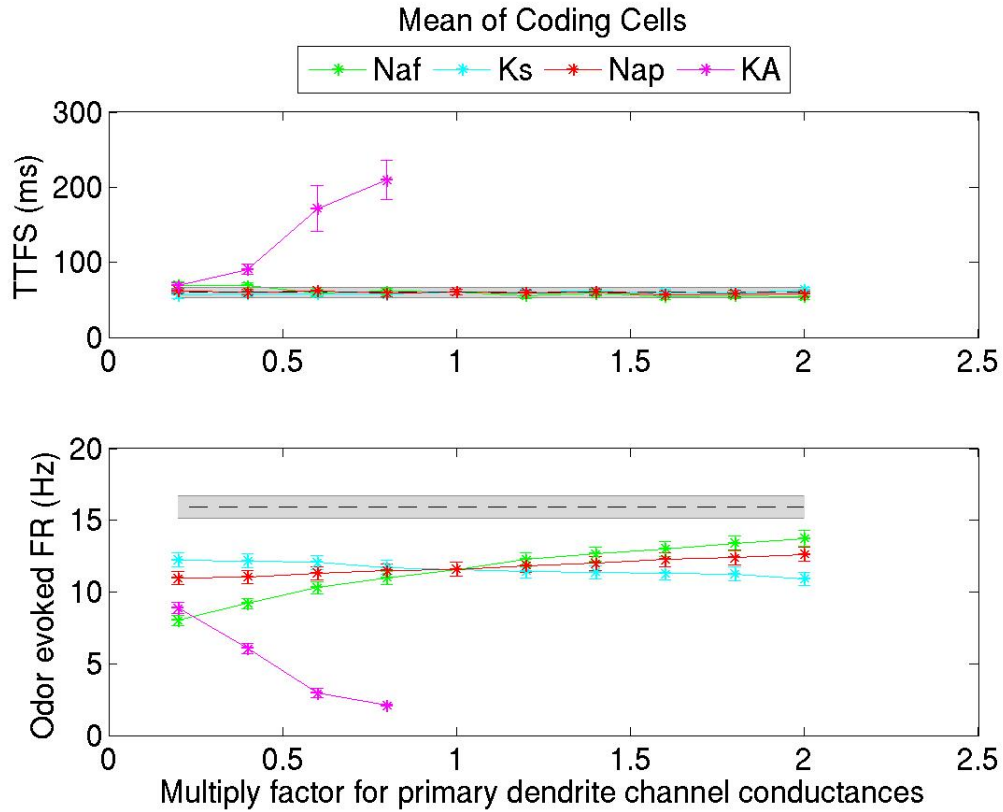 Mean of Coding Cells
Naf Ks Nap KA
300
200
100
0
TTFS (ms)
0 0.5 1 1.5 2 2.5
20
15
10
5
0
Odor evoked FR (Hz)
0 0.5 1 1.5 2 2.5
Multiply factor for primary dendrite channel conductances